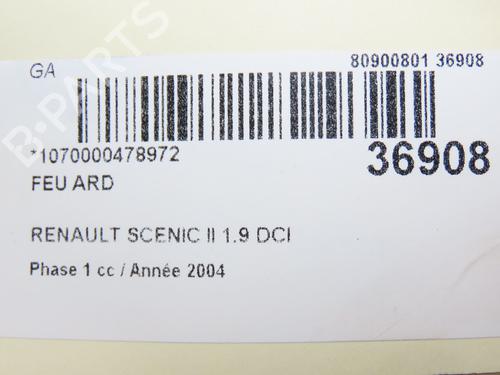 GA
80900801 36908
*1070000478972
36908
FEU ARD
RENAULT SCENIC II 1.9 DCI
Phase 1 cc / Année 2004
B-PARTS